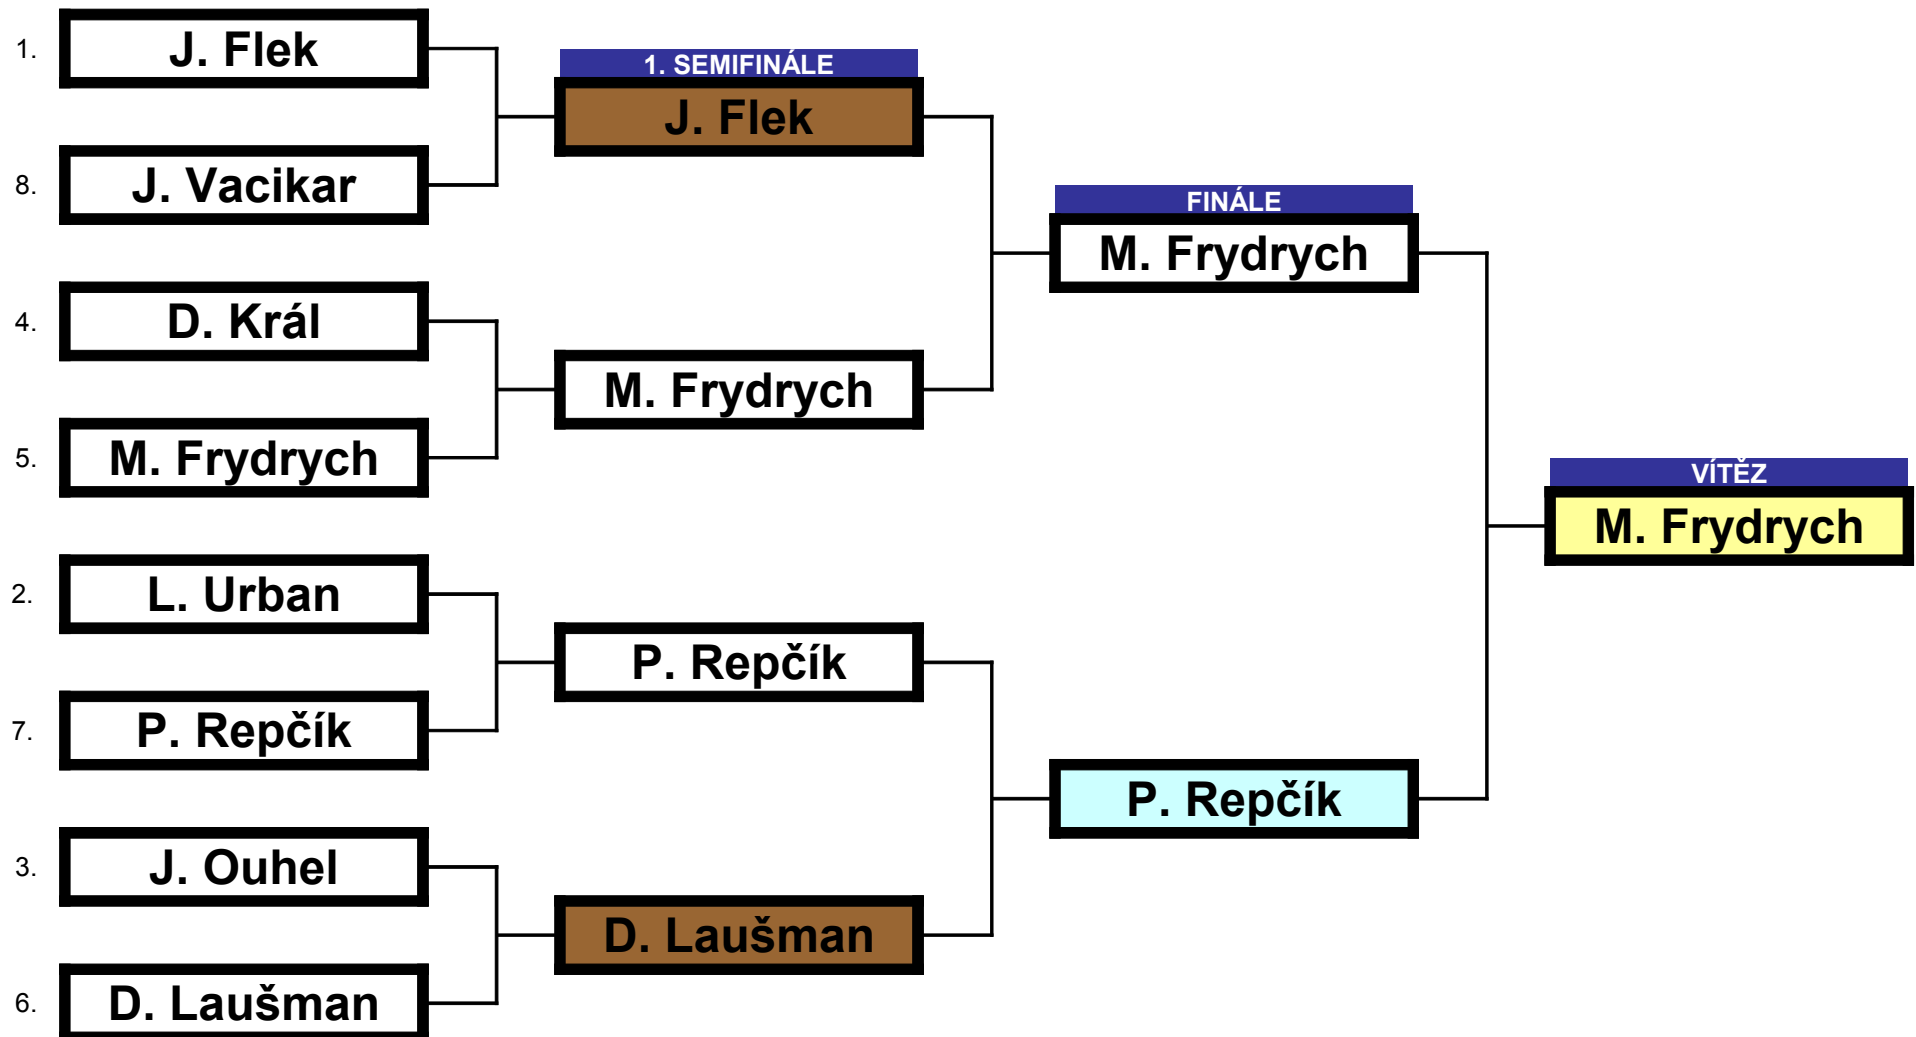 1. J. Flek
1. SEMIFINÁLE
J. Flek
8. J. Vacikar
FINÁLE
M. Frydrych
4. D. Král
M. Frydrych
5. M. Frydrych
VÍTĚZ
M. Frydrych
2. L. Urban
P. Repčík
7. P. Repčík
P. Repčík
3. J. Ouhel
D. Laušman
6. D. Laušman